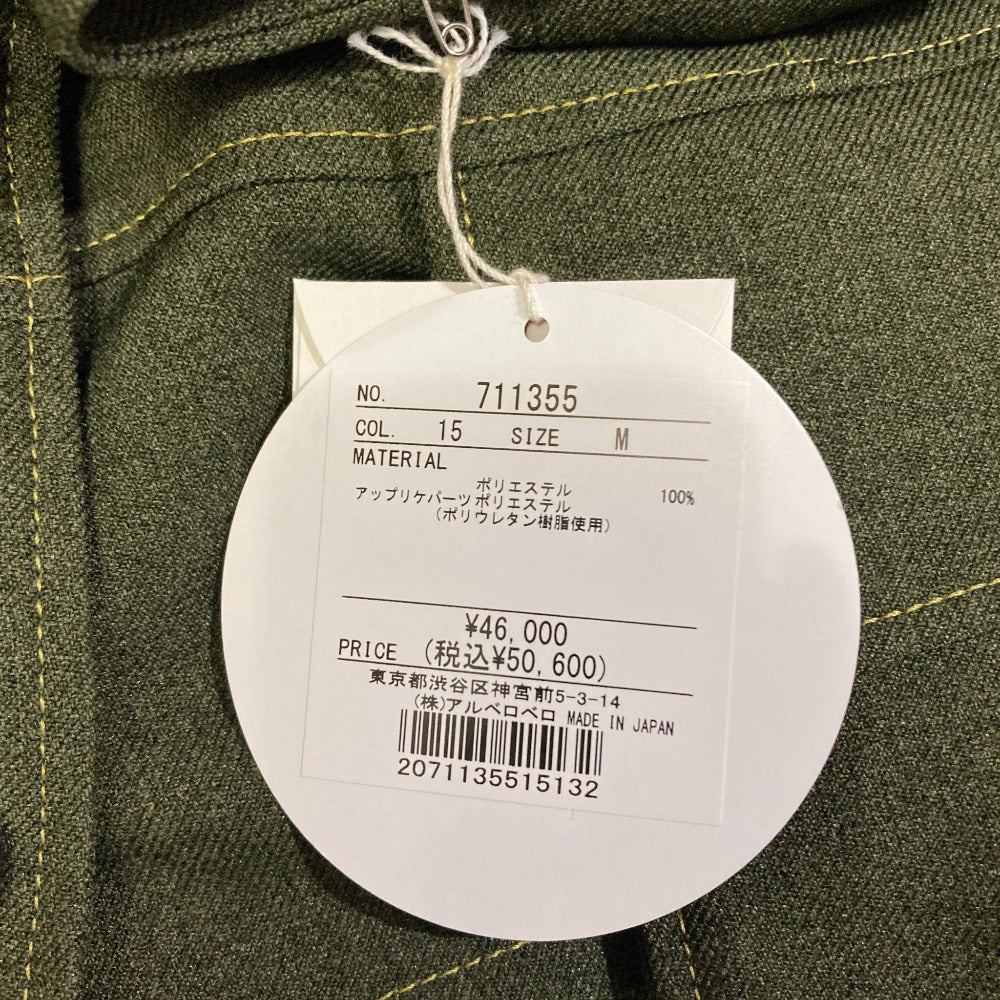 NO. 711355
COL. 15 SIZE M
MATERIAL
ポリエステル 100%
アップリケパーツポリエステル
(ポリウレタン樹脂使用)
¥46,000
PRICE (税込¥50,600)
東京都渋谷区神宮前5-3-14
(株)アルベロベロ MADE IN JAPAN
2071135515132